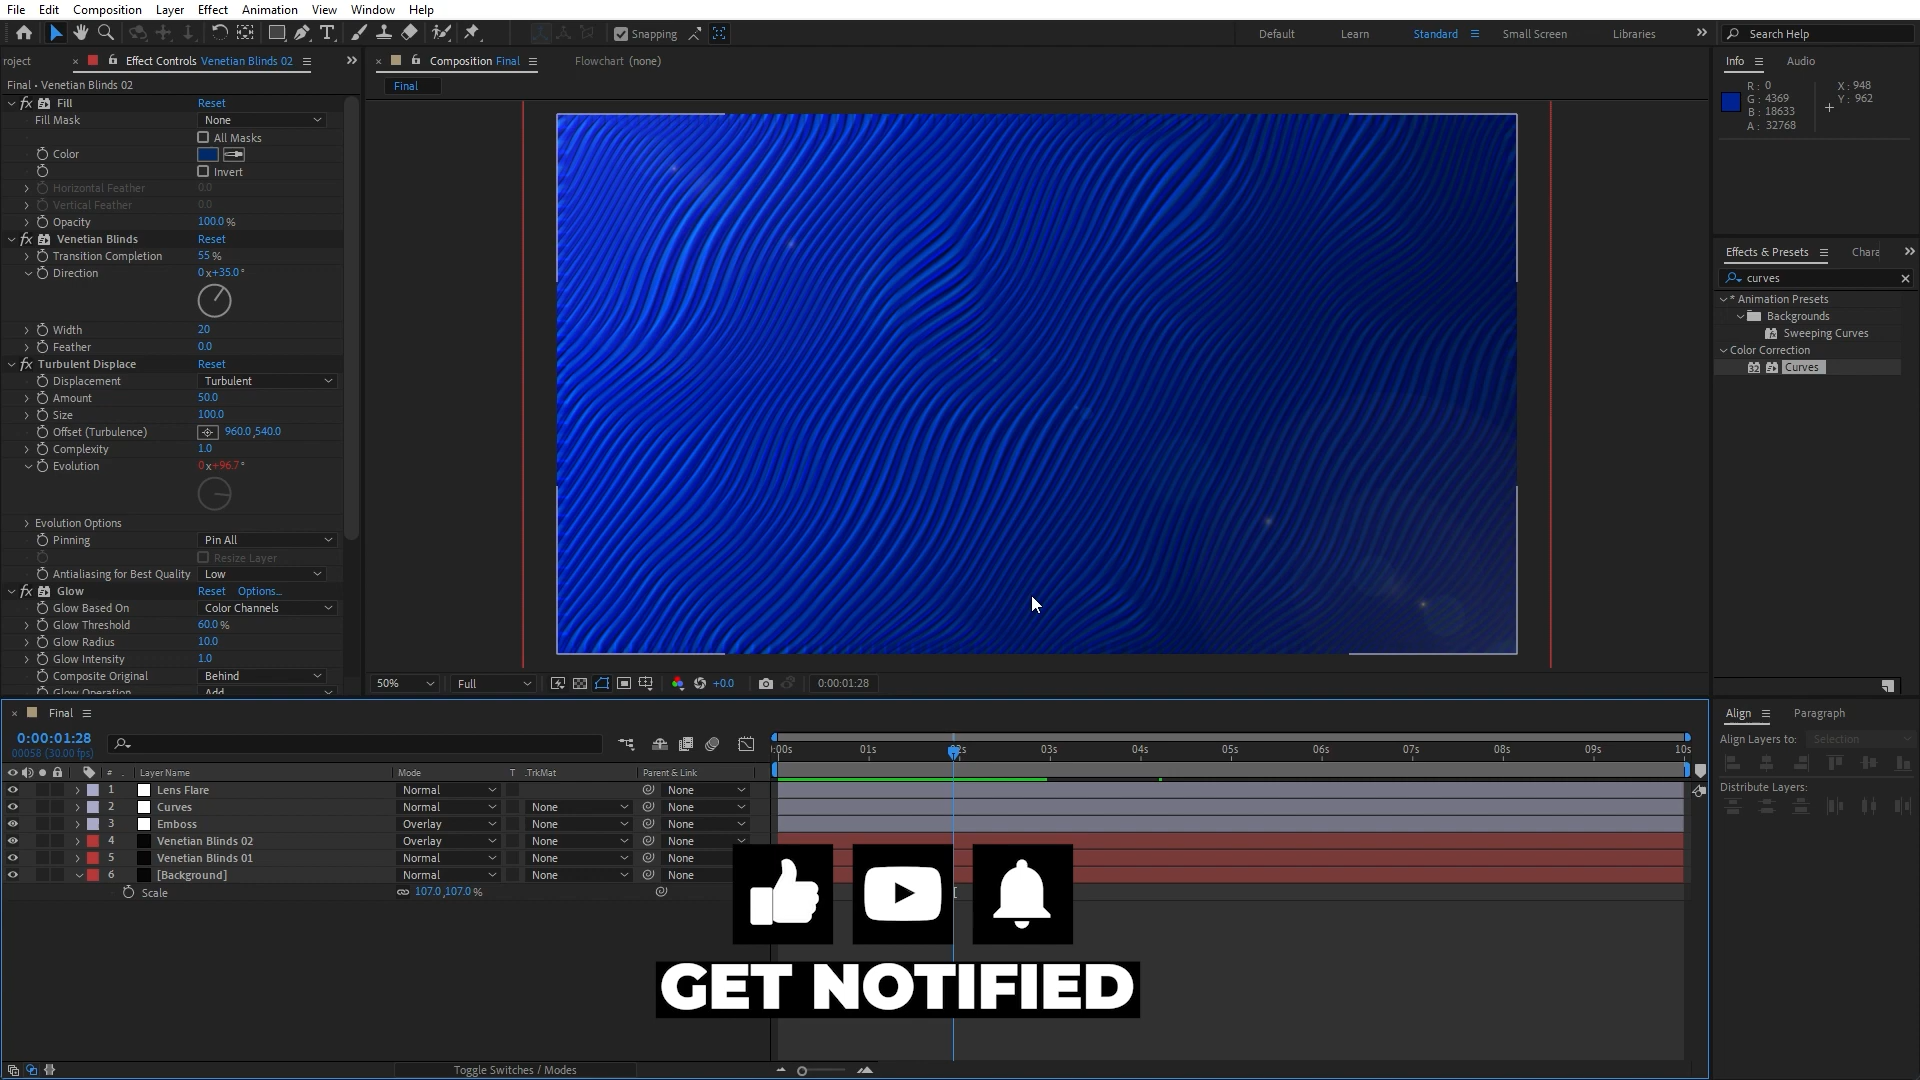 File Edit Composition Layer Effect Animation View Window Help
Snapping
Default Learn Standard Small Screen Libraries Search Help
roject Effect Controls Venetian Blinds 02
Composition Final Flowchart (none)
Info Audio
Final • Venetian Blinds 02
Final
R: 0
G: 4369
B: 18633
A: 32768
X: 948
Y: 962
Fill Reset
Fill Mask None
All Masks
Color
Invert
Horizontal Feather 0.0
Vertical Feather 0.0
Opacity 100.0 %
Venetian Blinds Reset
Transition Completion 55 %
Direction 0 x+35.0 °
Width 20
Feather 0.0
Turbulent Displace Reset
Displacement Turbulent
Amount 50.0
Size 100.0
Offset (Turbulence) 960.0,540.0
Complexity 1.0
Evolution 0 x+96.7 °
Evolution Options
Pinning Pin All
Resize Layer
Antialiasing for Best Quality Low
Glow Reset Options...
Glow Based On Color Channels
Glow Threshold 60.0 %
Glow Radius 10.0
Glow Intensity 1.0
Composite Original Behind
Glow Operation Add
Effects & Presets Chara
curves
* Animation Presets
Backgrounds
Sweeping Curves
Color Correction
32 Curves
50% Full +0.0 0:00:01:28
Final
0:00:01:28
00058 (30.00 fps)
:00s 01s 02s 03s 04s 05s 06s 07s 08s 09s 10s
# Layer Name Mode T .TrkMat Parent & Link
1 Lens Flare Normal None
2 Curves Normal None None
3 Emboss Overlay None None
4 Venetian Blinds 02 Overlay None None
5 Venetian Blinds 01 Normal None None
6 [Background] Normal None None
Scale 107.0,107.0 %
GET NOTIFIED
Toggle Switches / Modes
Align Paragraph
Align Layers to: Selection
Distribute Layers: